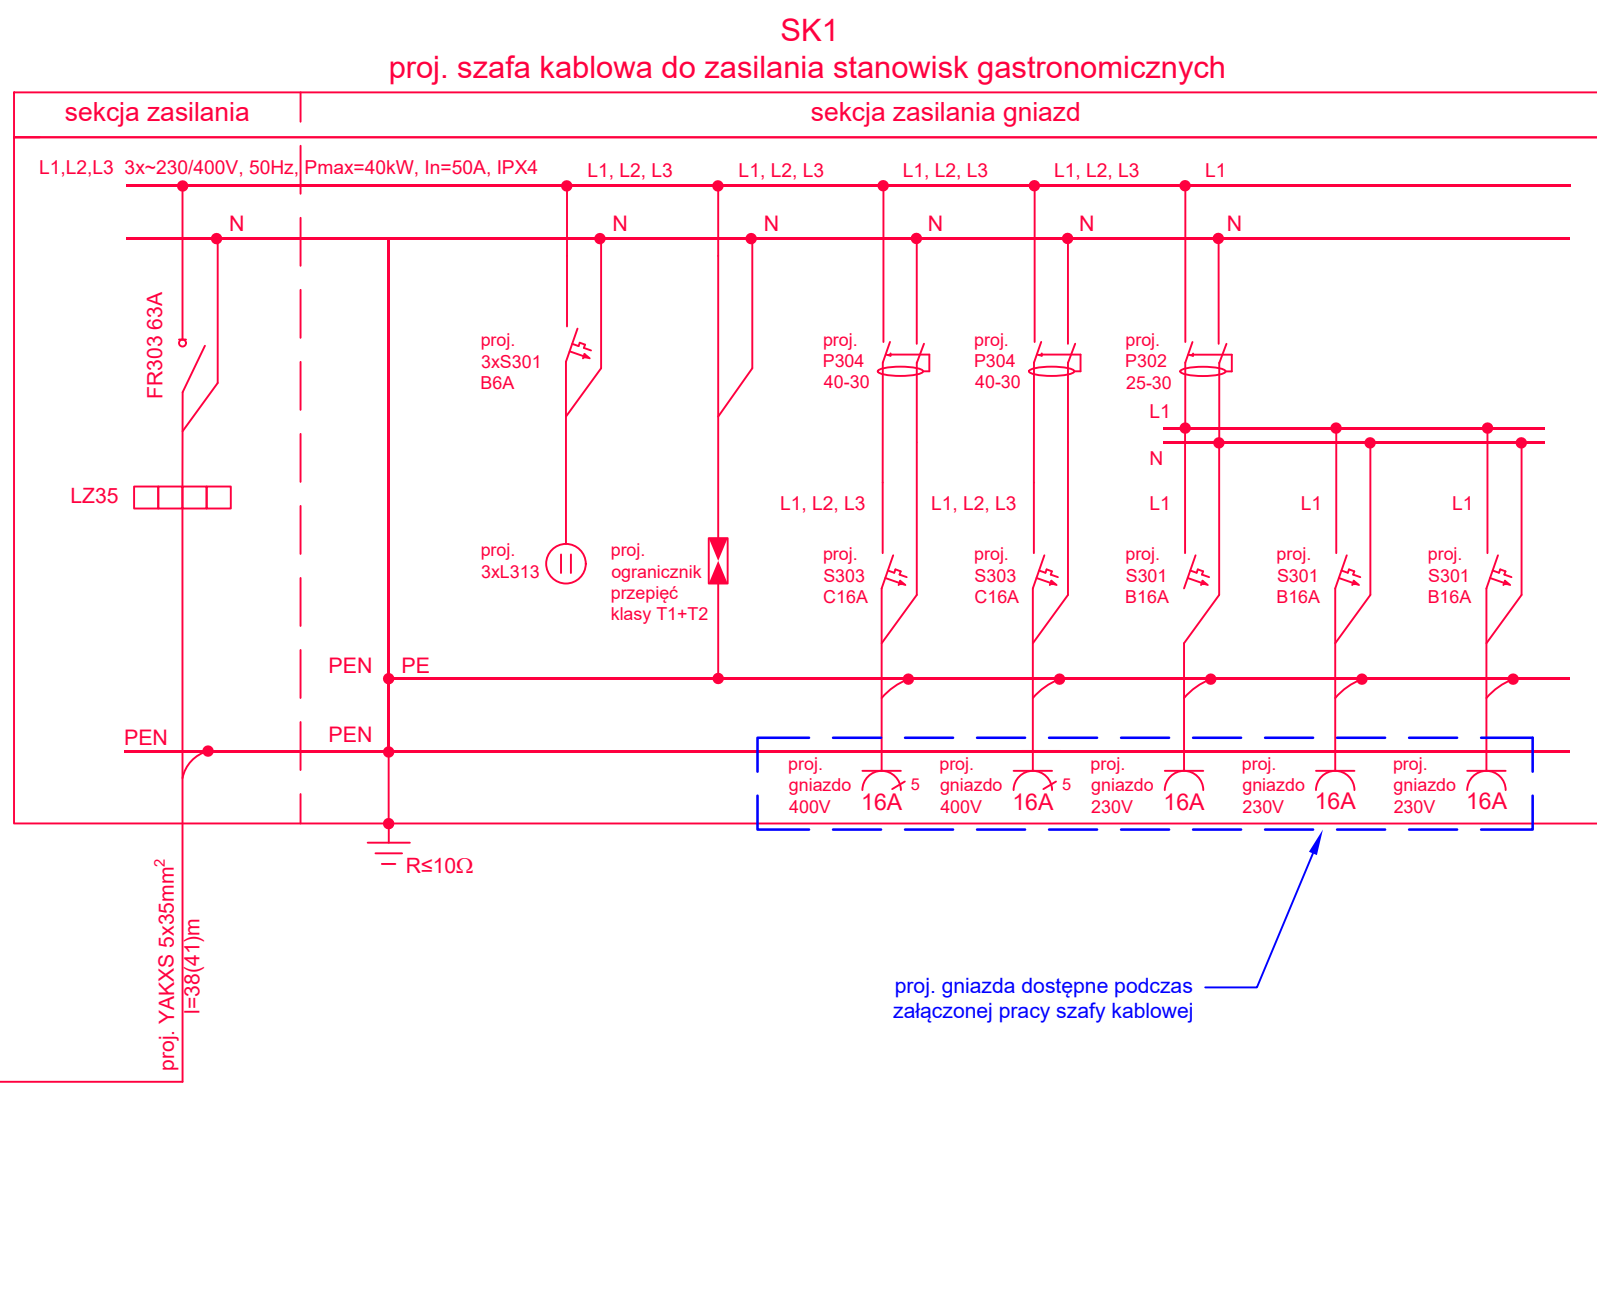 SK1
proj. szafa kablowa do zasilania stanowisk gastronomicznych
sekcja zasilania
sekcja zasilania gniazd
L1,L2,L3 3x~230/400V, 50Hz, Pmax=40kW, In=50A, IPX4
L1, L2, L3
L1, L2, L3
L1, L2, L3
L1, L2, L3
L1
N
N
N
N
N
N
FR303 63A
proj.
3xS301
B6A
proj.
P304
40-30
proj.
P304
40-30
proj.
P302
25-30
L1
N
LZ35
L1, L2, L3
L1, L2, L3
L1
L1
L1
proj.
3xL313
proj.
ogranicznik
przepięć
klasy T1+T2
proj.
S303
C16A
proj.
S303
C16A
proj.
S301
B16A
proj.
S301
B16A
proj.
S301
B16A
PEN
PE
PEN
PEN
proj.
gniazdo
400V
5
16A
proj.
gniazdo
400V
5
16A
proj.
gniazdo
230V
16A
proj.
gniazdo
230V
16A
proj.
gniazdo
230V
16A
R≤10Ω
proj. YAKXS 5x35mm²
l=38(41)m
proj. gniazda dostępne podczas
załączonej pracy szafy kablowej